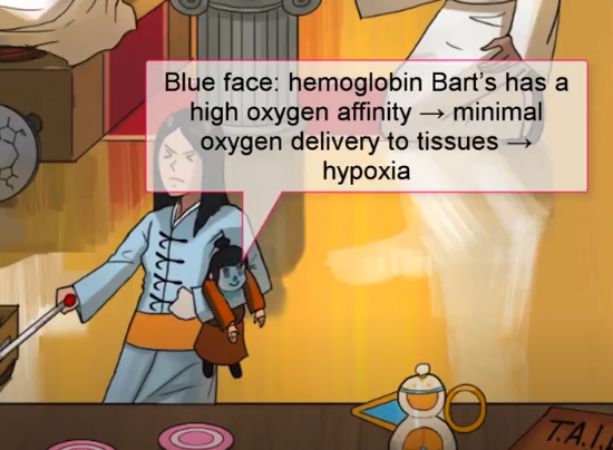 Blue face: hemoglobin Bart's has a
high oxygen affinity → minimal
oxygen delivery to tissues →
hypoxia
T.A.I.